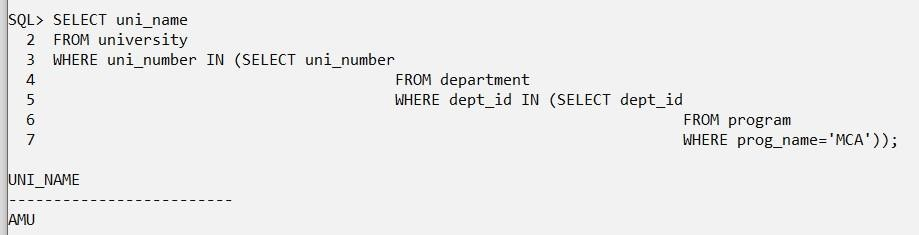 SQL> SELECT uni_name
2 FROM university
3 WHERE uni_number IN (SELECT uni_number
4 FROM department
5 WHERE dept_id IN (SELECT dept_id
6 FROM program
7 WHERE prog_name='MCA'));
UNI_NAME
-------------------------
AMU